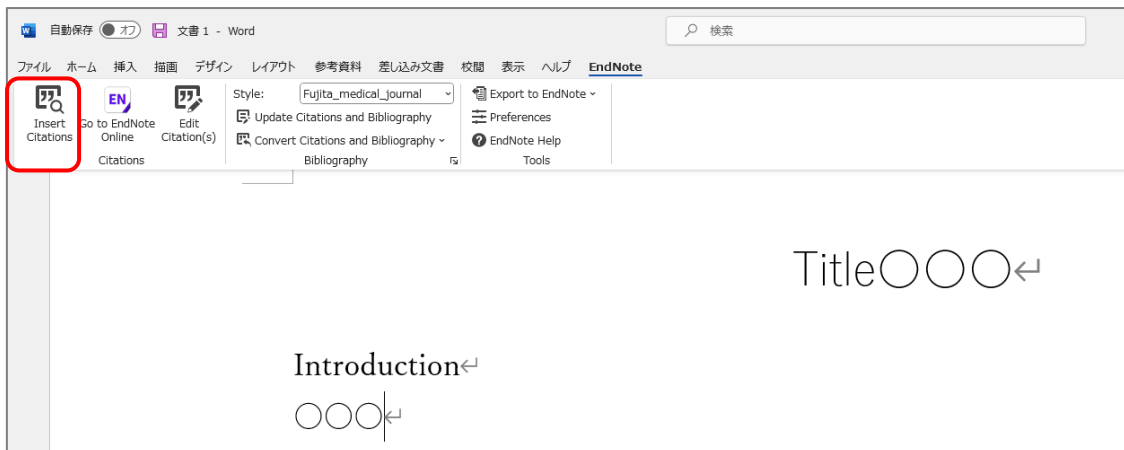 自動保存 オフ 文書 1 - Word 検索
ファイル ホーム 挿入 描画 デザイン レイアウト 参考資料 差し込み文書 校閲 表示 ヘルプ EndNote
Insert Citations
Go to EndNote Online
Edit Citation(s)
Citations
Style: Fujita_medical_journal
Update Citations and Bibliography
Convert Citations and Bibliography
Bibliography
Export to EndNote
Preferences
EndNote Help
Tools
Title○○○↵
Introduction↵
○○○↵